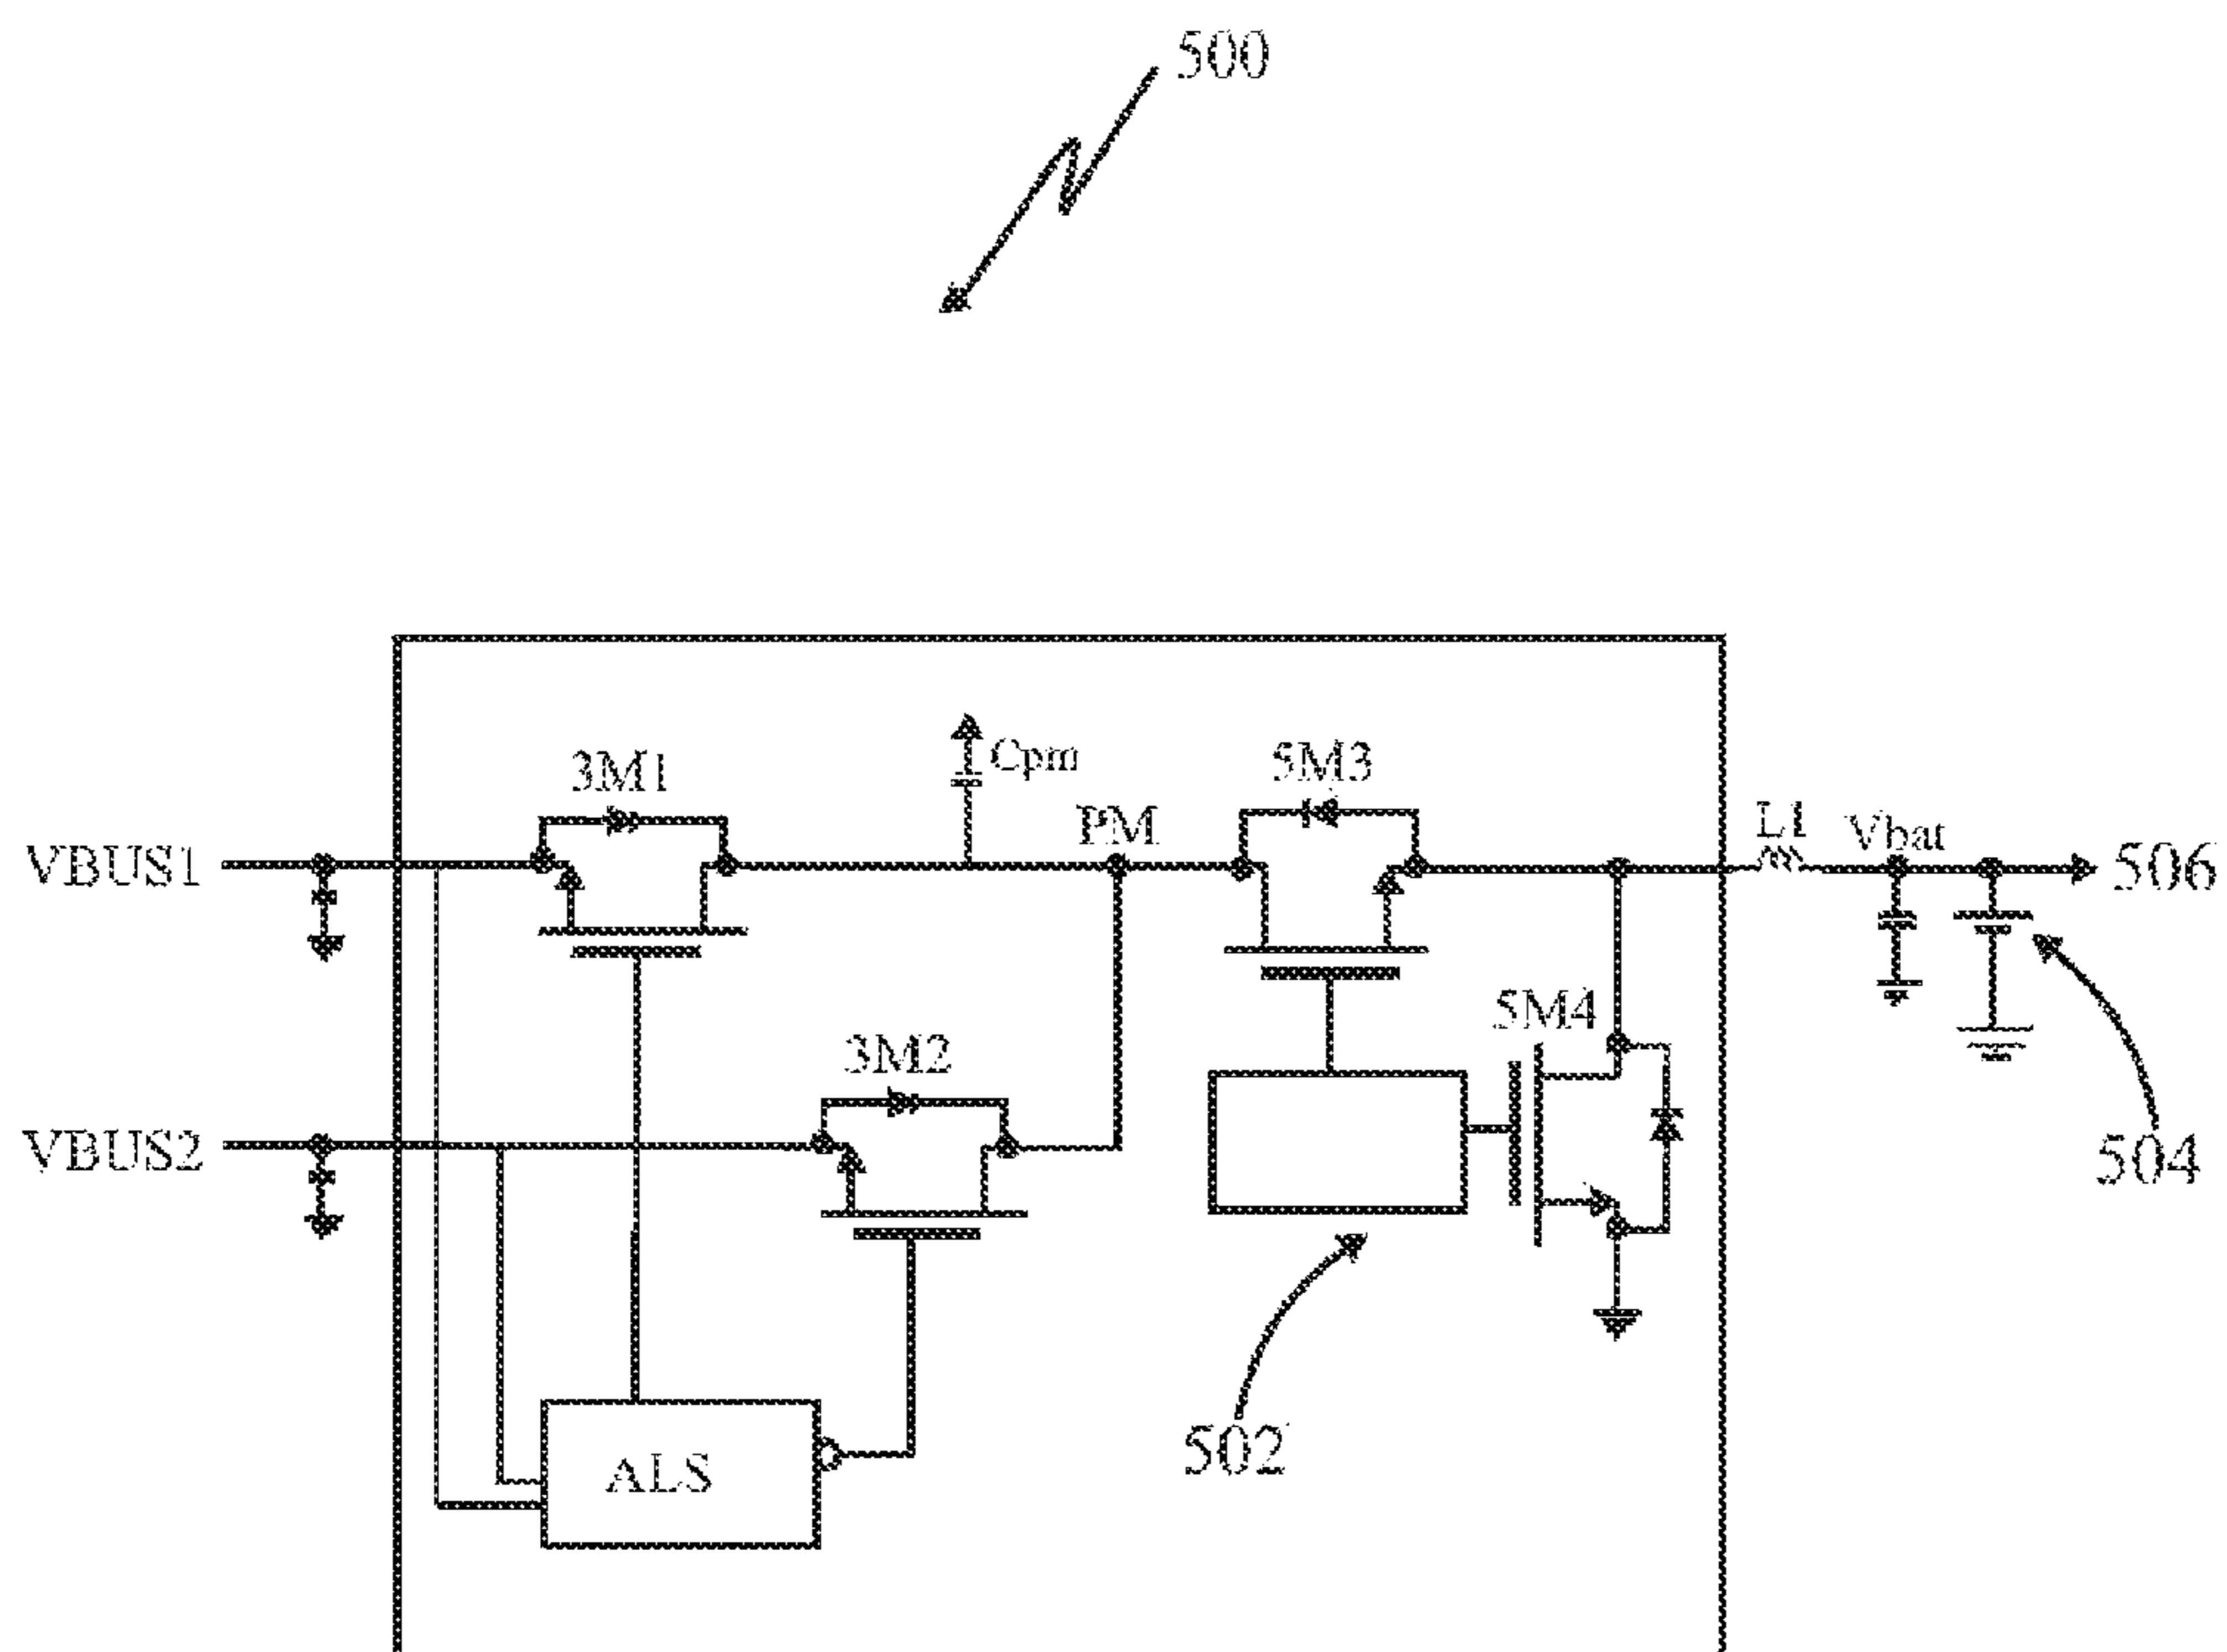 500
3M1
Cpm
PM
5M3
L1
Vbat
VBUS1
506
5M4
3M2
VBUS2
504
502
ALS